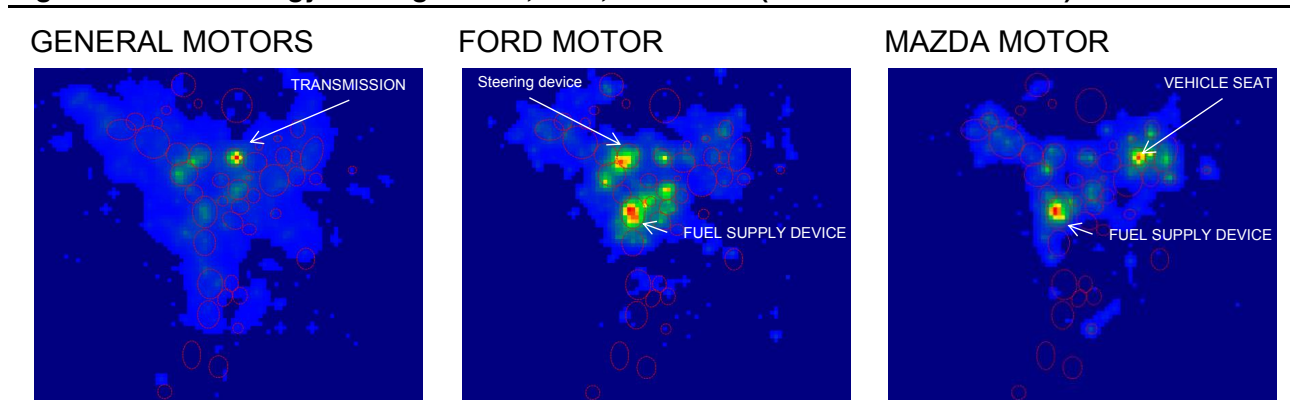 GENERAL MOTORS
FORD MOTOR
MAZDA MOTOR
TRANSMISSION
Steering device
VEHICLE SEAT
FUEL SUPPLY DEVICE
FUEL SUPPLY DEVICE